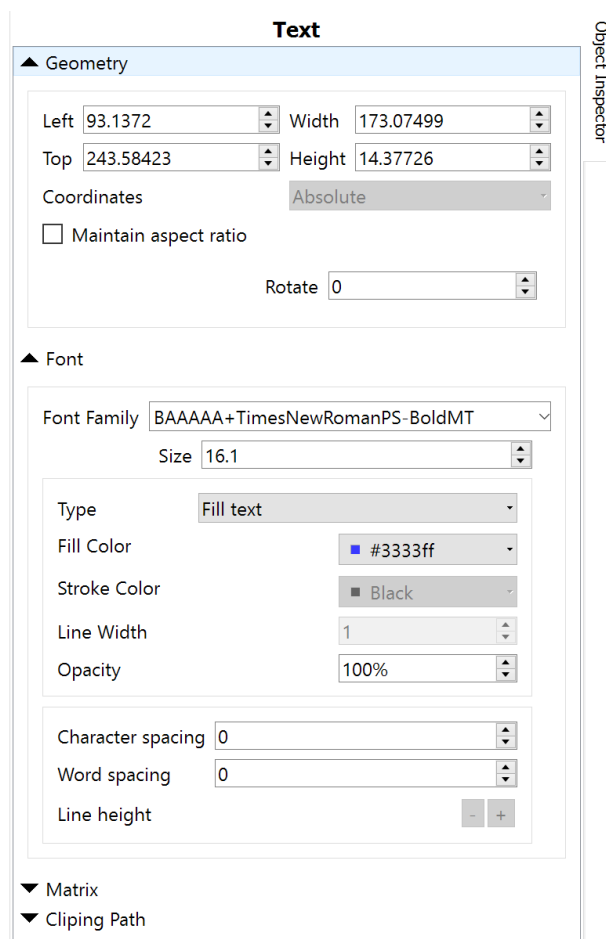 Text
Object Inspector
Geometry
Left 93.1372 Width 173.07499
Top 243.58423 Height 14.37726
Coordinates Absolute
Maintain aspect ratio
Rotate 0
Font
Font Family BAAAAA+TimesNewRomanPS-BoldMT
Size 16.1
Type Fill text
Fill Color #3333ff
Stroke Color Black
Line Width 1
Opacity 100%
Character spacing 0
Word spacing 0
Line height - +
Matrix
Cliping Path